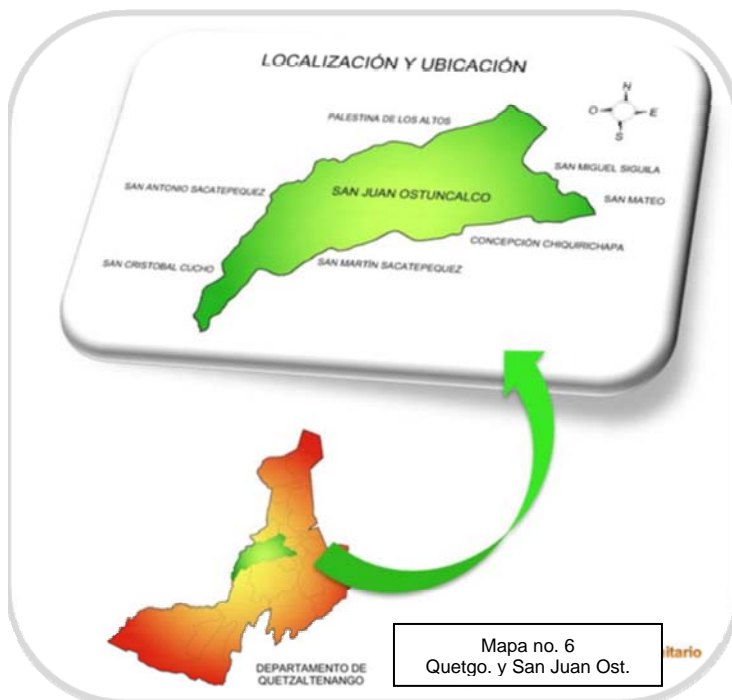 LOCALIZACIÓN Y UBICACIÓN
N
O
E
S
PALESTINA DE LOS ALTOS
SAN MIGUEL SIGUILA
SAN ANTONIO SACATEPEQUEZ
SAN JUAN OSTUNCALCO
SAN MATEO
CONCEPCIÓN CHIQUIRICHAPA
SAN CRISTOBAL CUCHO
SAN MARTÍN SACATEPEQUEZ
DEPARTAMENTO DE
QUETZALTENANGO
Mapa no. 6
Quetgo. y San Juan Ost.